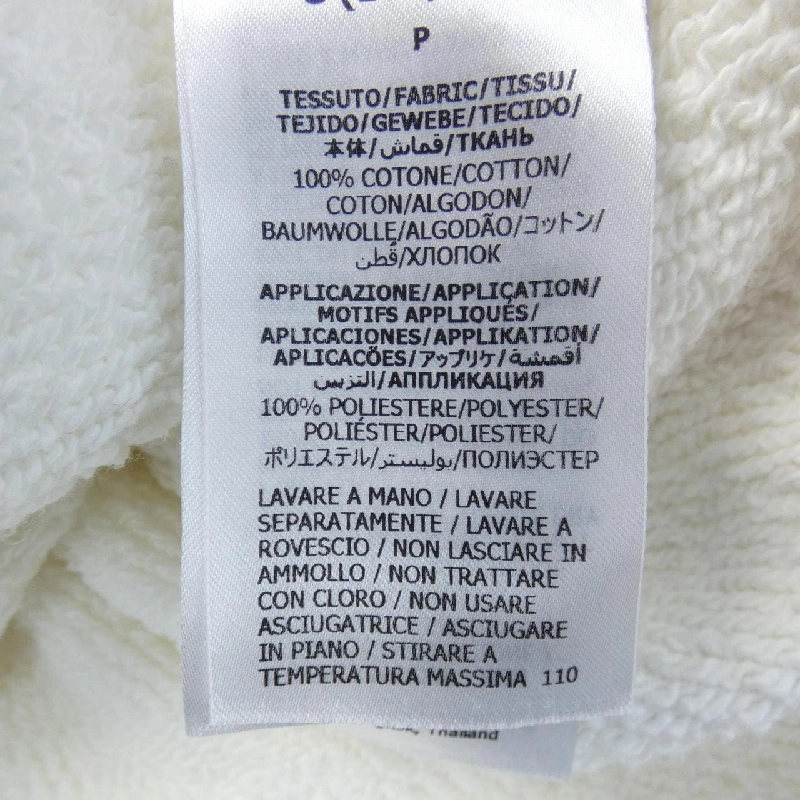 P
TESSUTO/FABRIC/TISSU/
TEJIDO/GEWEBE/TECIDO/
本体/قماش/ТКАНЬ
100% COTONE/COTTON/
COTON/ALGODON/
BAUMWOLLE/ALGODÃO/コットン/
قطن/ХЛОПОК
APPLICAZIONE/APPLICATION/
MOTIFS APPLIQUÉS/
APLICACIONES/APPLIKATION/
APLICACÕES/アップリケ/أقمشة
التزيين/АППЛИКАЦИЯ
100% POLIESTERE/POLYESTER/
POLIÉSTER/POLIESTER/
ポリエステル/بوليستر/ПОЛИЭСТЕР
LAVARE A MANO / LAVARE
SEPARATAMENTE / LAVARE A
ROVESCIO / NON LASCIARE IN
AMMOLLO / NON TRATTARE
CON CLORO / NON USARE
ASCIUGATRICE / ASCIUGARE
IN PIANO / STIRARE A
TEMPERATURA MASSIMA 110
Thailand